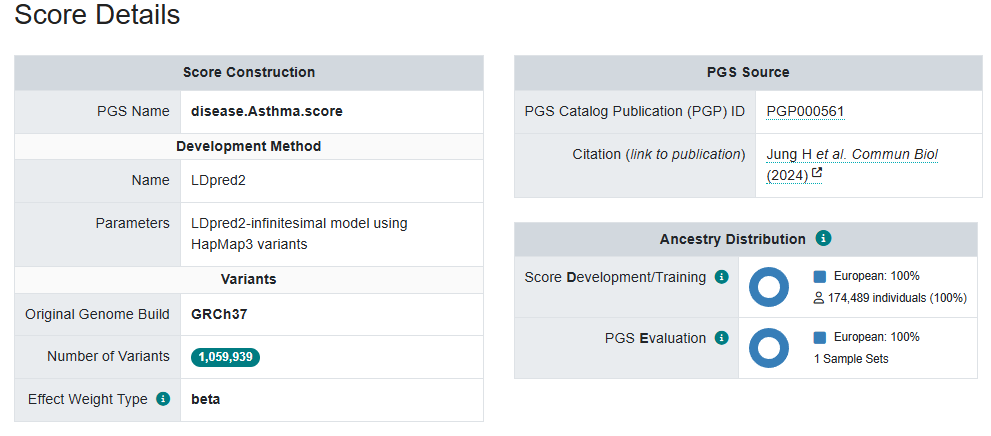 Score Details
Score Construction
PGS Name disease.Asthma.score
Development Method
Name LDpred2
Parameters LDpred2-infinitesimal model using
HapMap3 variants
Variants
Original Genome Build GRCh37
Number of Variants 1,059,939
Effect Weight Type i beta
PGS Source
PGS Catalog Publication (PGP) ID PGP000561
Citation (link to publication) Jung H et al. Commun Biol
(2024)
Ancestry Distribution i
Score Development/Training i European: 100%
174,489 individuals (100%)
PGS Evaluation i European: 100%
1 Sample Sets